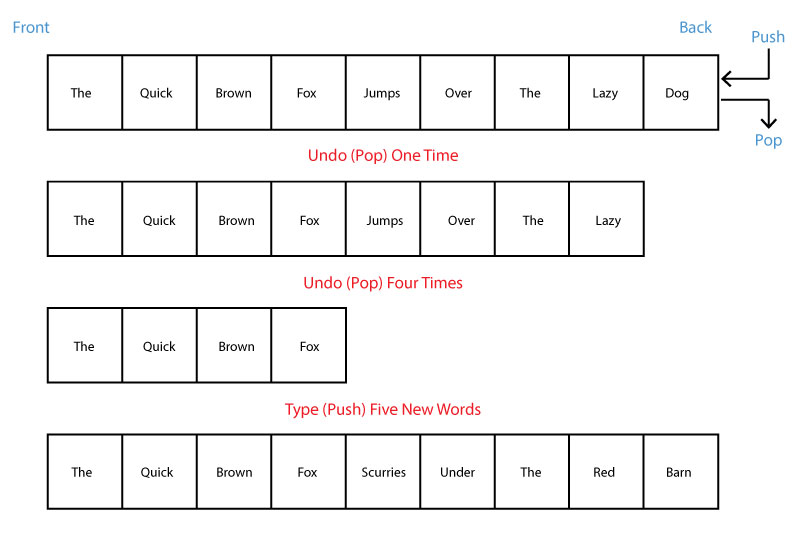 Front Back Push
The Quick Brown Fox Jumps Over The Lazy Dog
Pop
Undo (Pop) One Time
The Quick Brown Fox Jumps Over The Lazy
Undo (Pop) Four Times
The Quick Brown Fox
Type (Push) Five New Words
The Quick Brown Fox Scurries Under The Red Barn